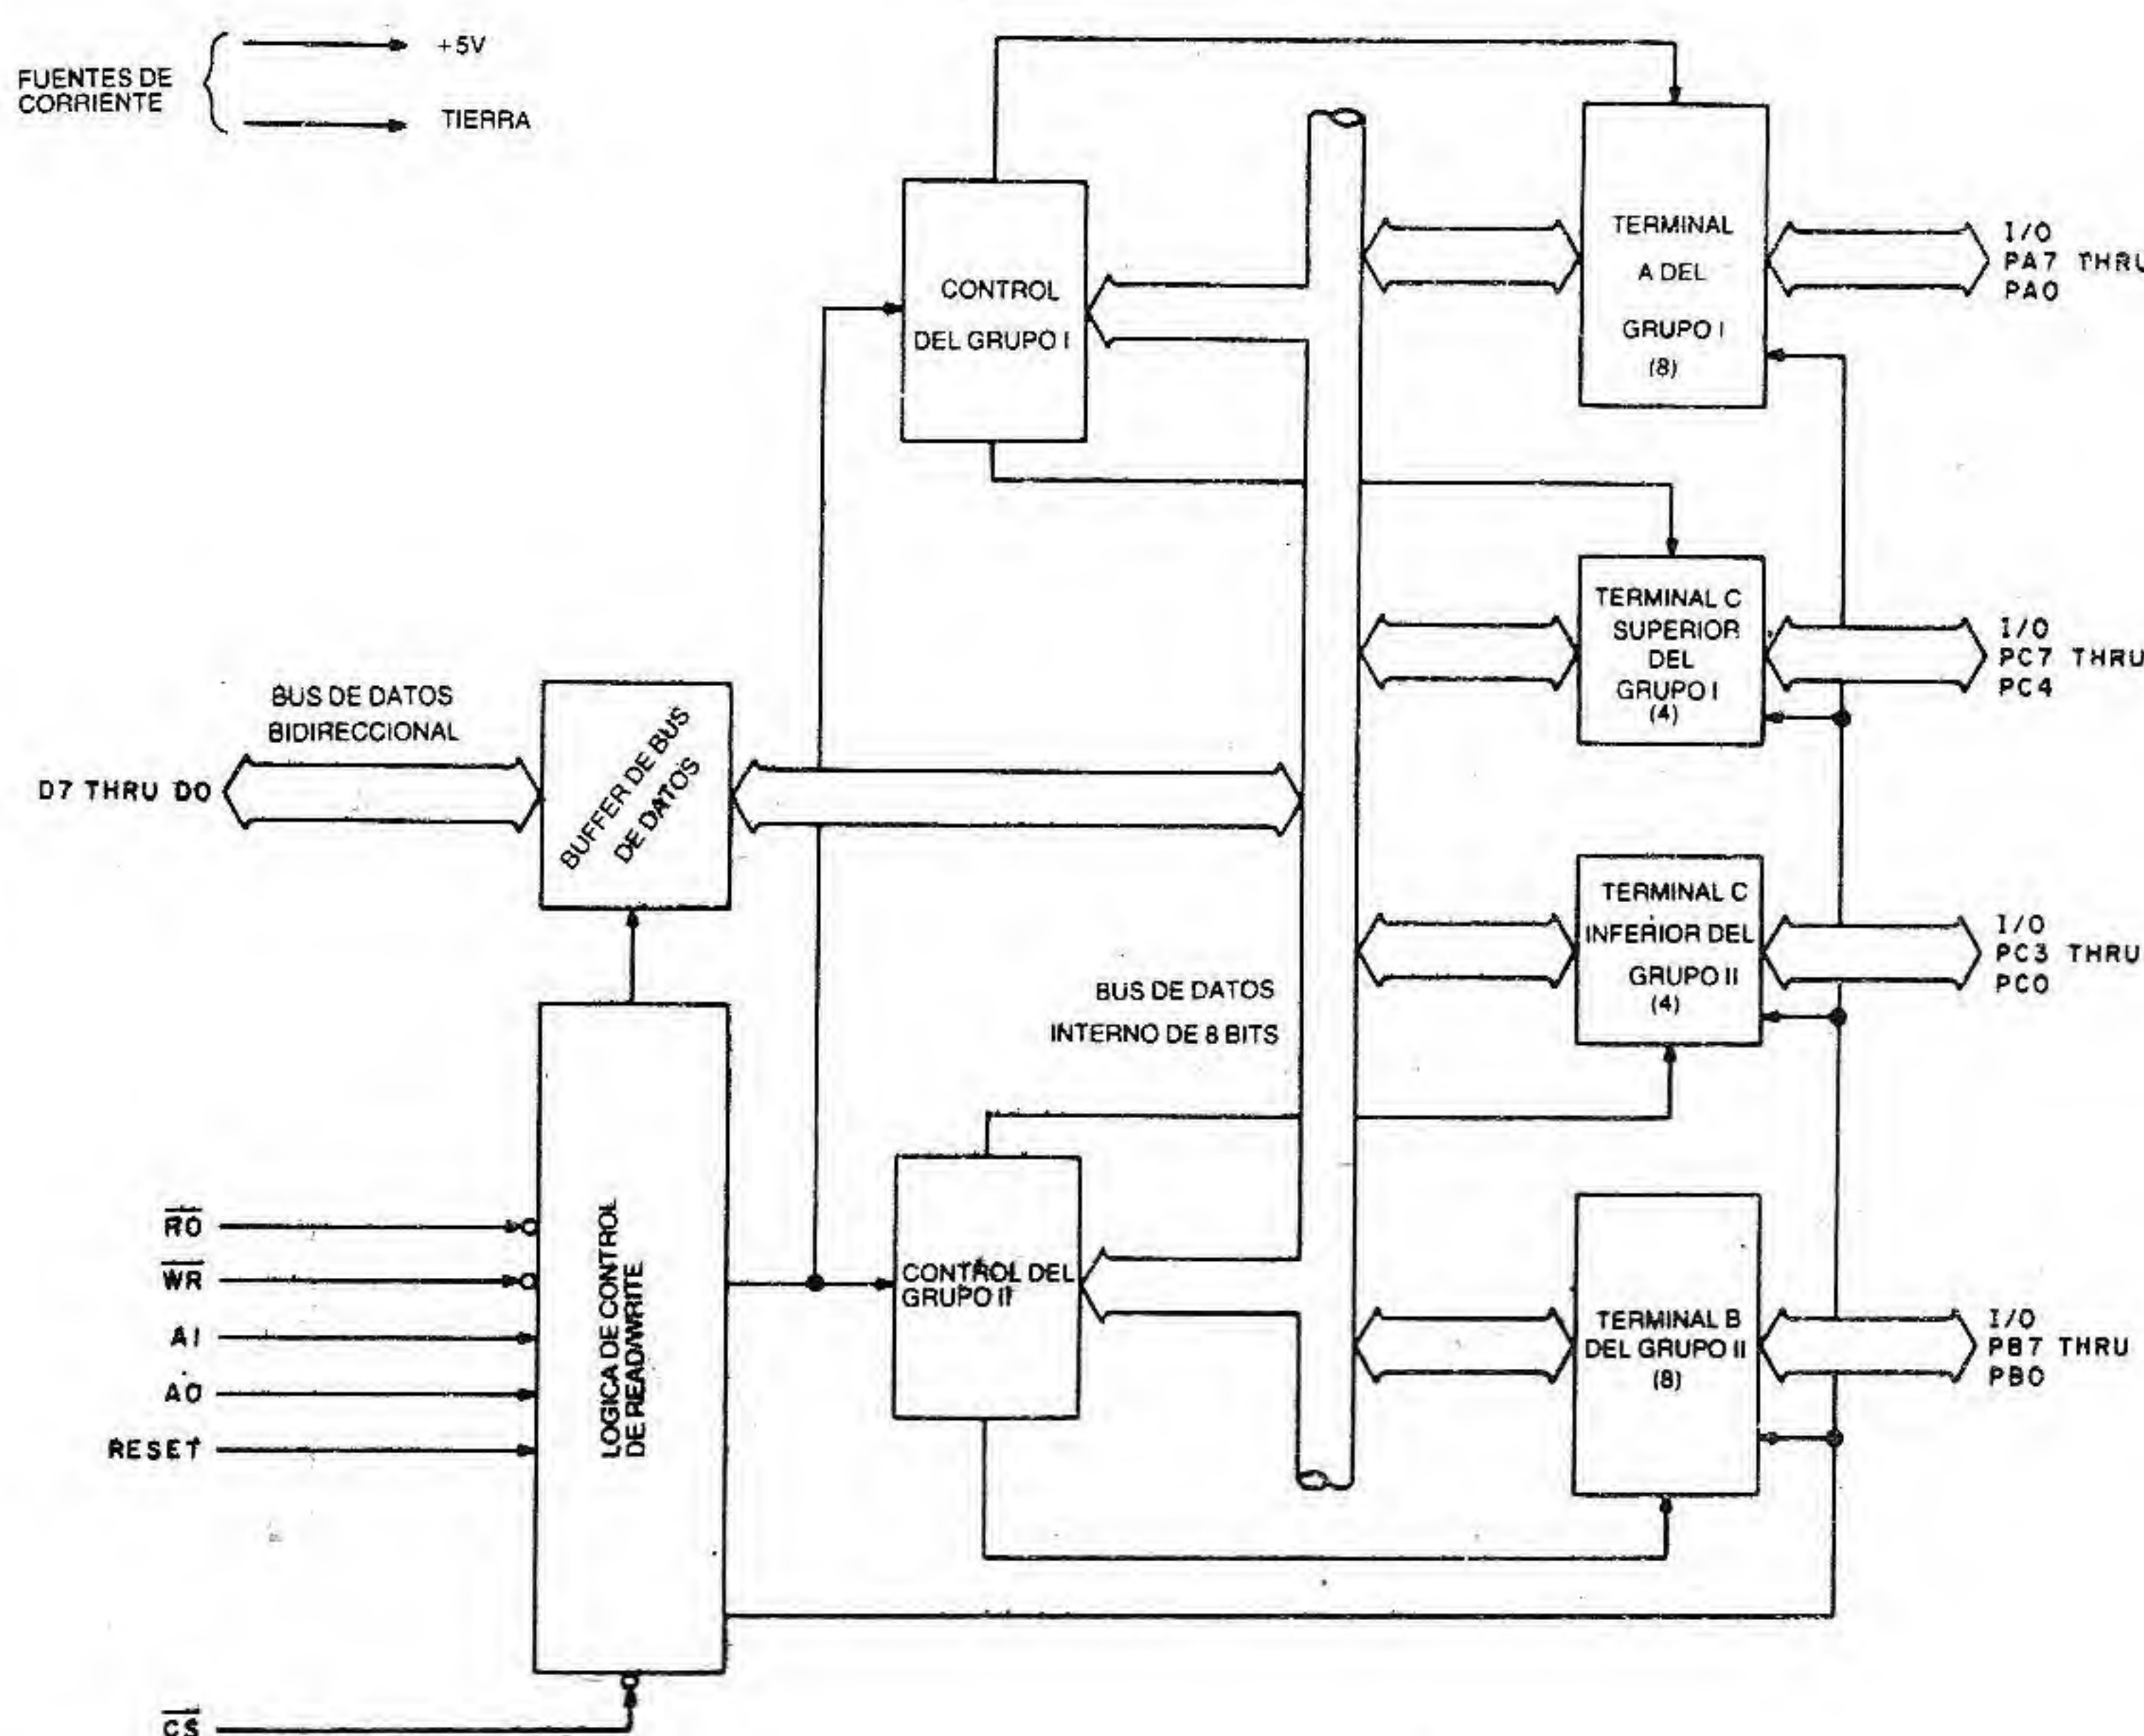 FUENTES DE
CORRIENTE
+5V
TIERRA
CONTROL
DEL GRUPO I
TERMINAL
A DEL
GRUPO I
(8)
I/O
PA7 THRU
PA0
TERMINAL C
SUPERIOR
DEL
GRUPO I
(4)
I/O
PC7 THRU
PC4
BUS DE DATOS
BIDIRECCIONAL
D7 THRU D0
BUFFER DE BUS
DE DATOS
TERMINAL C
INFERIOR DEL
GRUPO II
(4)
I/O
PC3 THRU
PC0
BUS DE DATOS
INTERNO DE 8 BITS
RD
WR
A1
A0
RESET
LOGICA DE CONTROL
DE READ/WRITE
CONTROL DEL
GRUPO II
TERMINAL B
DEL GRUPO II
(8)
I/O
PB7 THRU
PB0
CS